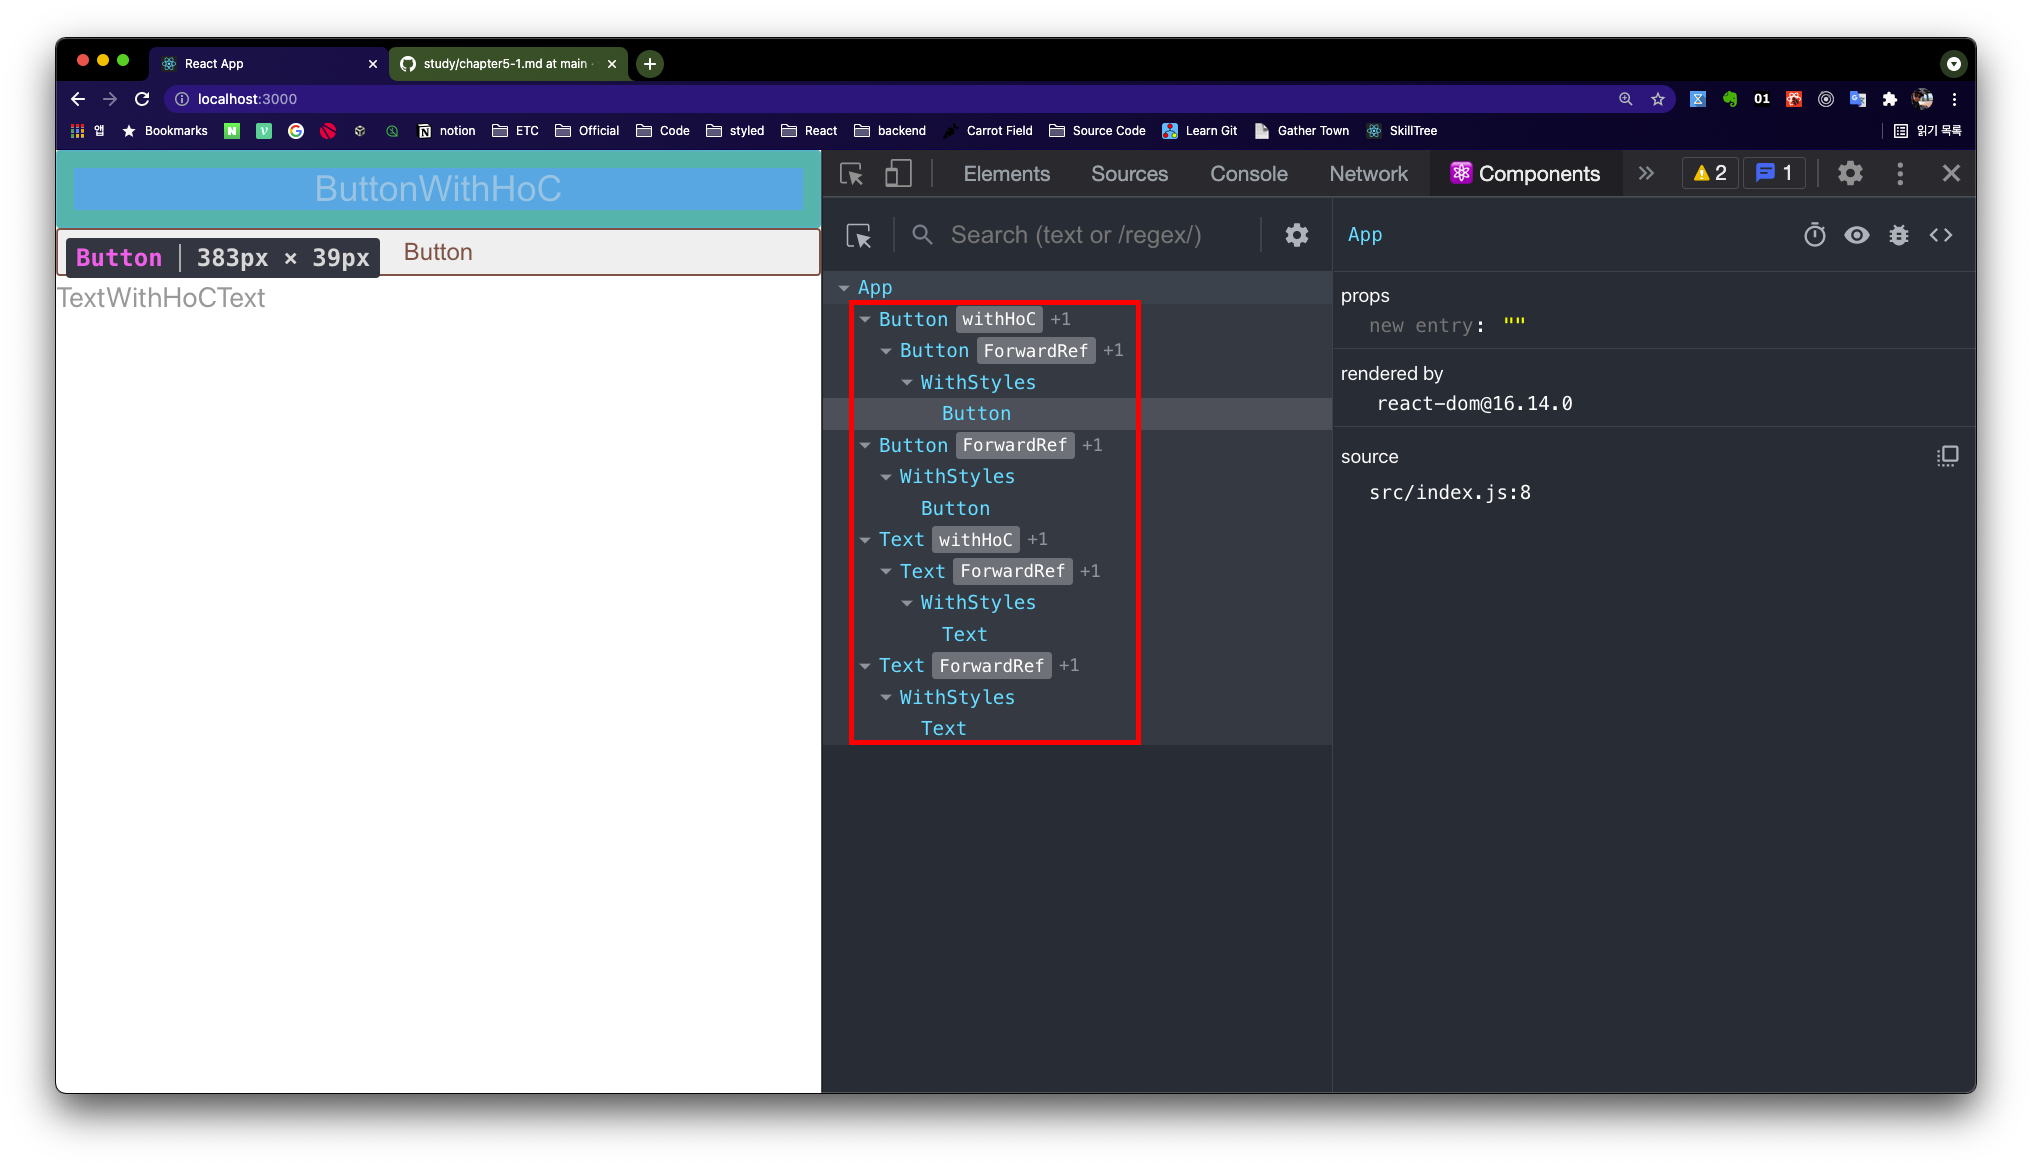 React App
study/chapter5-1.md at main ·
localhost:3000
01
앱 Bookmarks N V G notion ETC Official Code styled React backend Carrot Field Source Code Learn Git Gather Town SkillTree 읽기 목록
ButtonWithHoC
Button | 383px × 39px
Button
TextWithHoCText
Elements Sources Console Network Components » 2 1
Search (text or /regex/)
App
Button withHoC +1
Button ForwardRef +1
WithStyles
Button
Button ForwardRef +1
WithStyles
Button
Text withHoC +1
Text ForwardRef +1
WithStyles
Text
Text ForwardRef +1
WithStyles
Text
App
props
new entry: ""
rendered by
react-dom@16.14.0
source
src/index.js:8